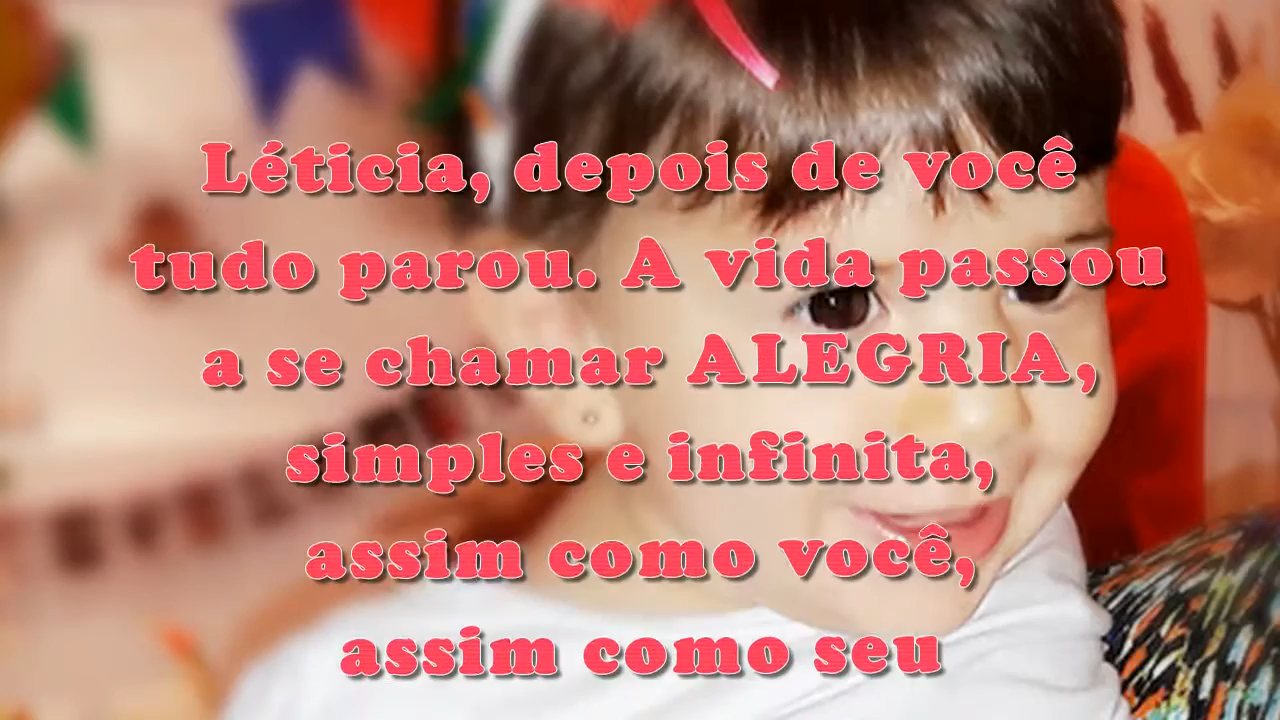 Léticia, depois de você
tudo parou. A vida passou
a se chamar ALEGRIA,
simples e infinita,
assim como você,
assim como seu